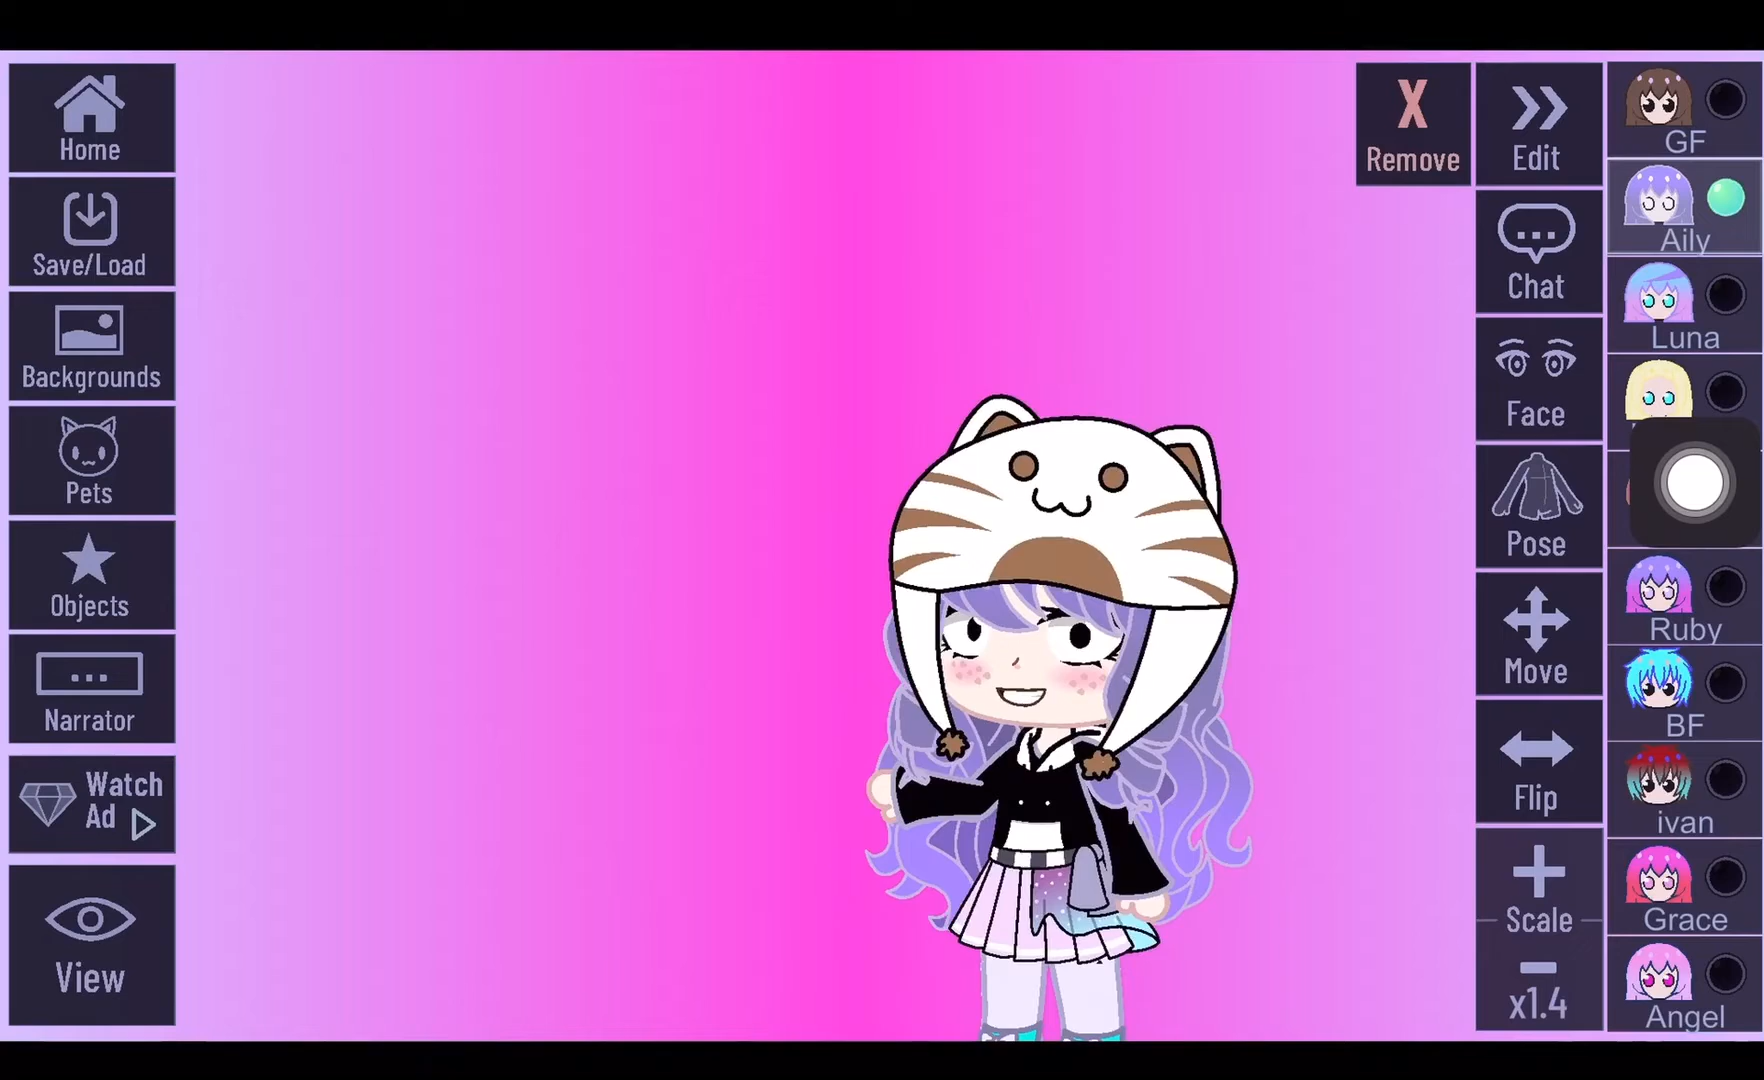 Home
Save/Load
Backgrounds
Pets
Objects
...
Narrator
Watch
Ad
View
X
Remove
Edit
...
Chat
Face
Pose
Move
Flip
Scale
x1.4
GF
Aily
Luna
Ruby
BF
ivan
Grace
Angel